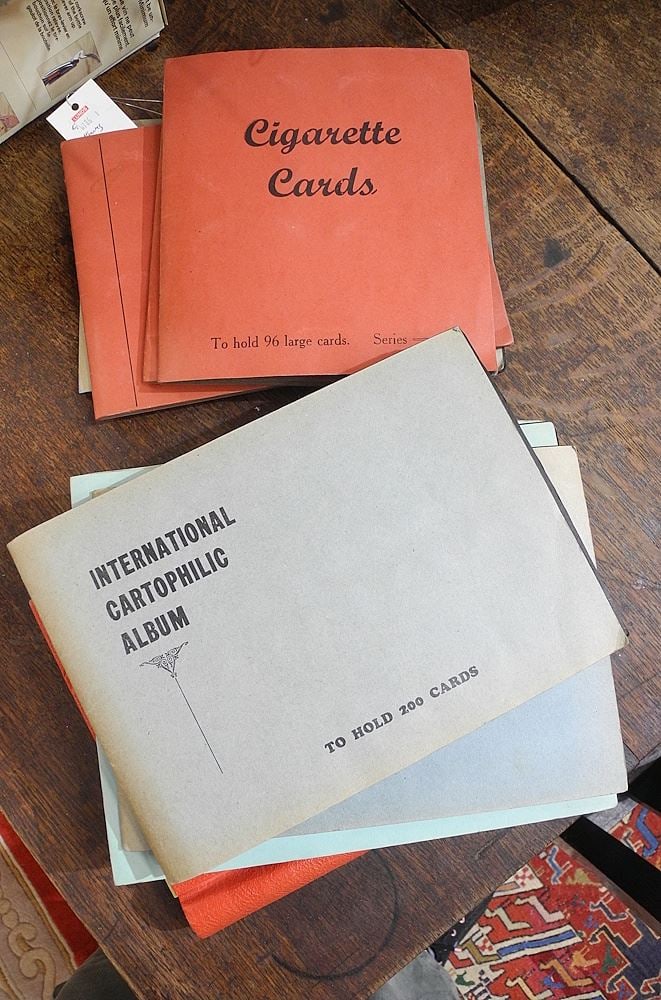 Cigarette
Cards
To hold 96 large cards. Series
INTERNATIONAL
CARTOPHILIC
ALBUM
TO HOLD 200 CARDS